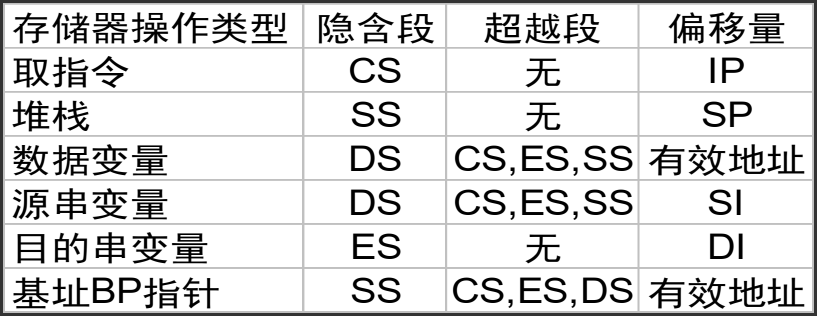 存储器操作类型 隐含段 超越段 偏移量
取指令 CS 无 IP
堆栈 SS 无 SP
数据变量 DS CS,ES,SS 有效地址
源串变量 DS CS,ES,SS SI
目的串变量 ES 无 DI
基址BP指针 SS CS,ES,DS 有效地址